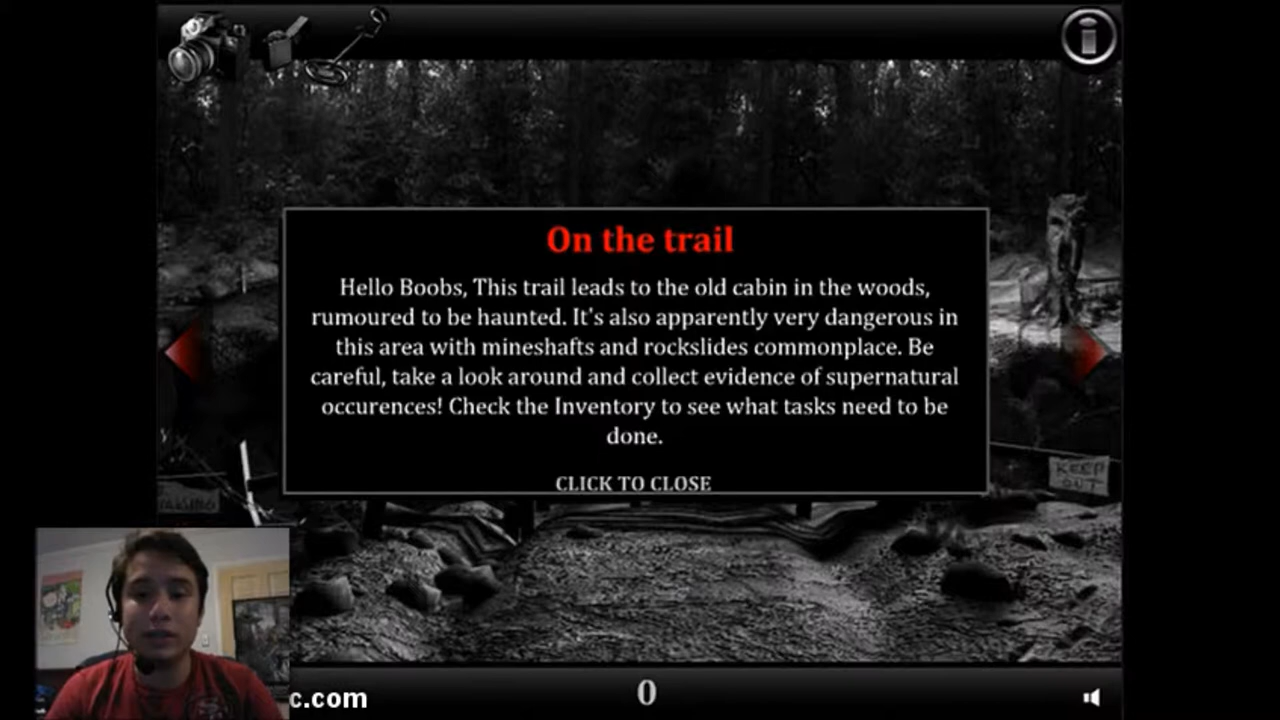 On the trail
Hello Boobs, This trail leads to the old cabin in the woods,
rumoured to be haunted. It's also apparently very dangerous in
this area with mineshafts and rockslides commonplace. Be
careful, take a look around and collect evidence of supernatural
occurences! Check the Inventory to see what tasks need to be
done.
CLICK TO CLOSE
KEEP
OUT
c.com
0